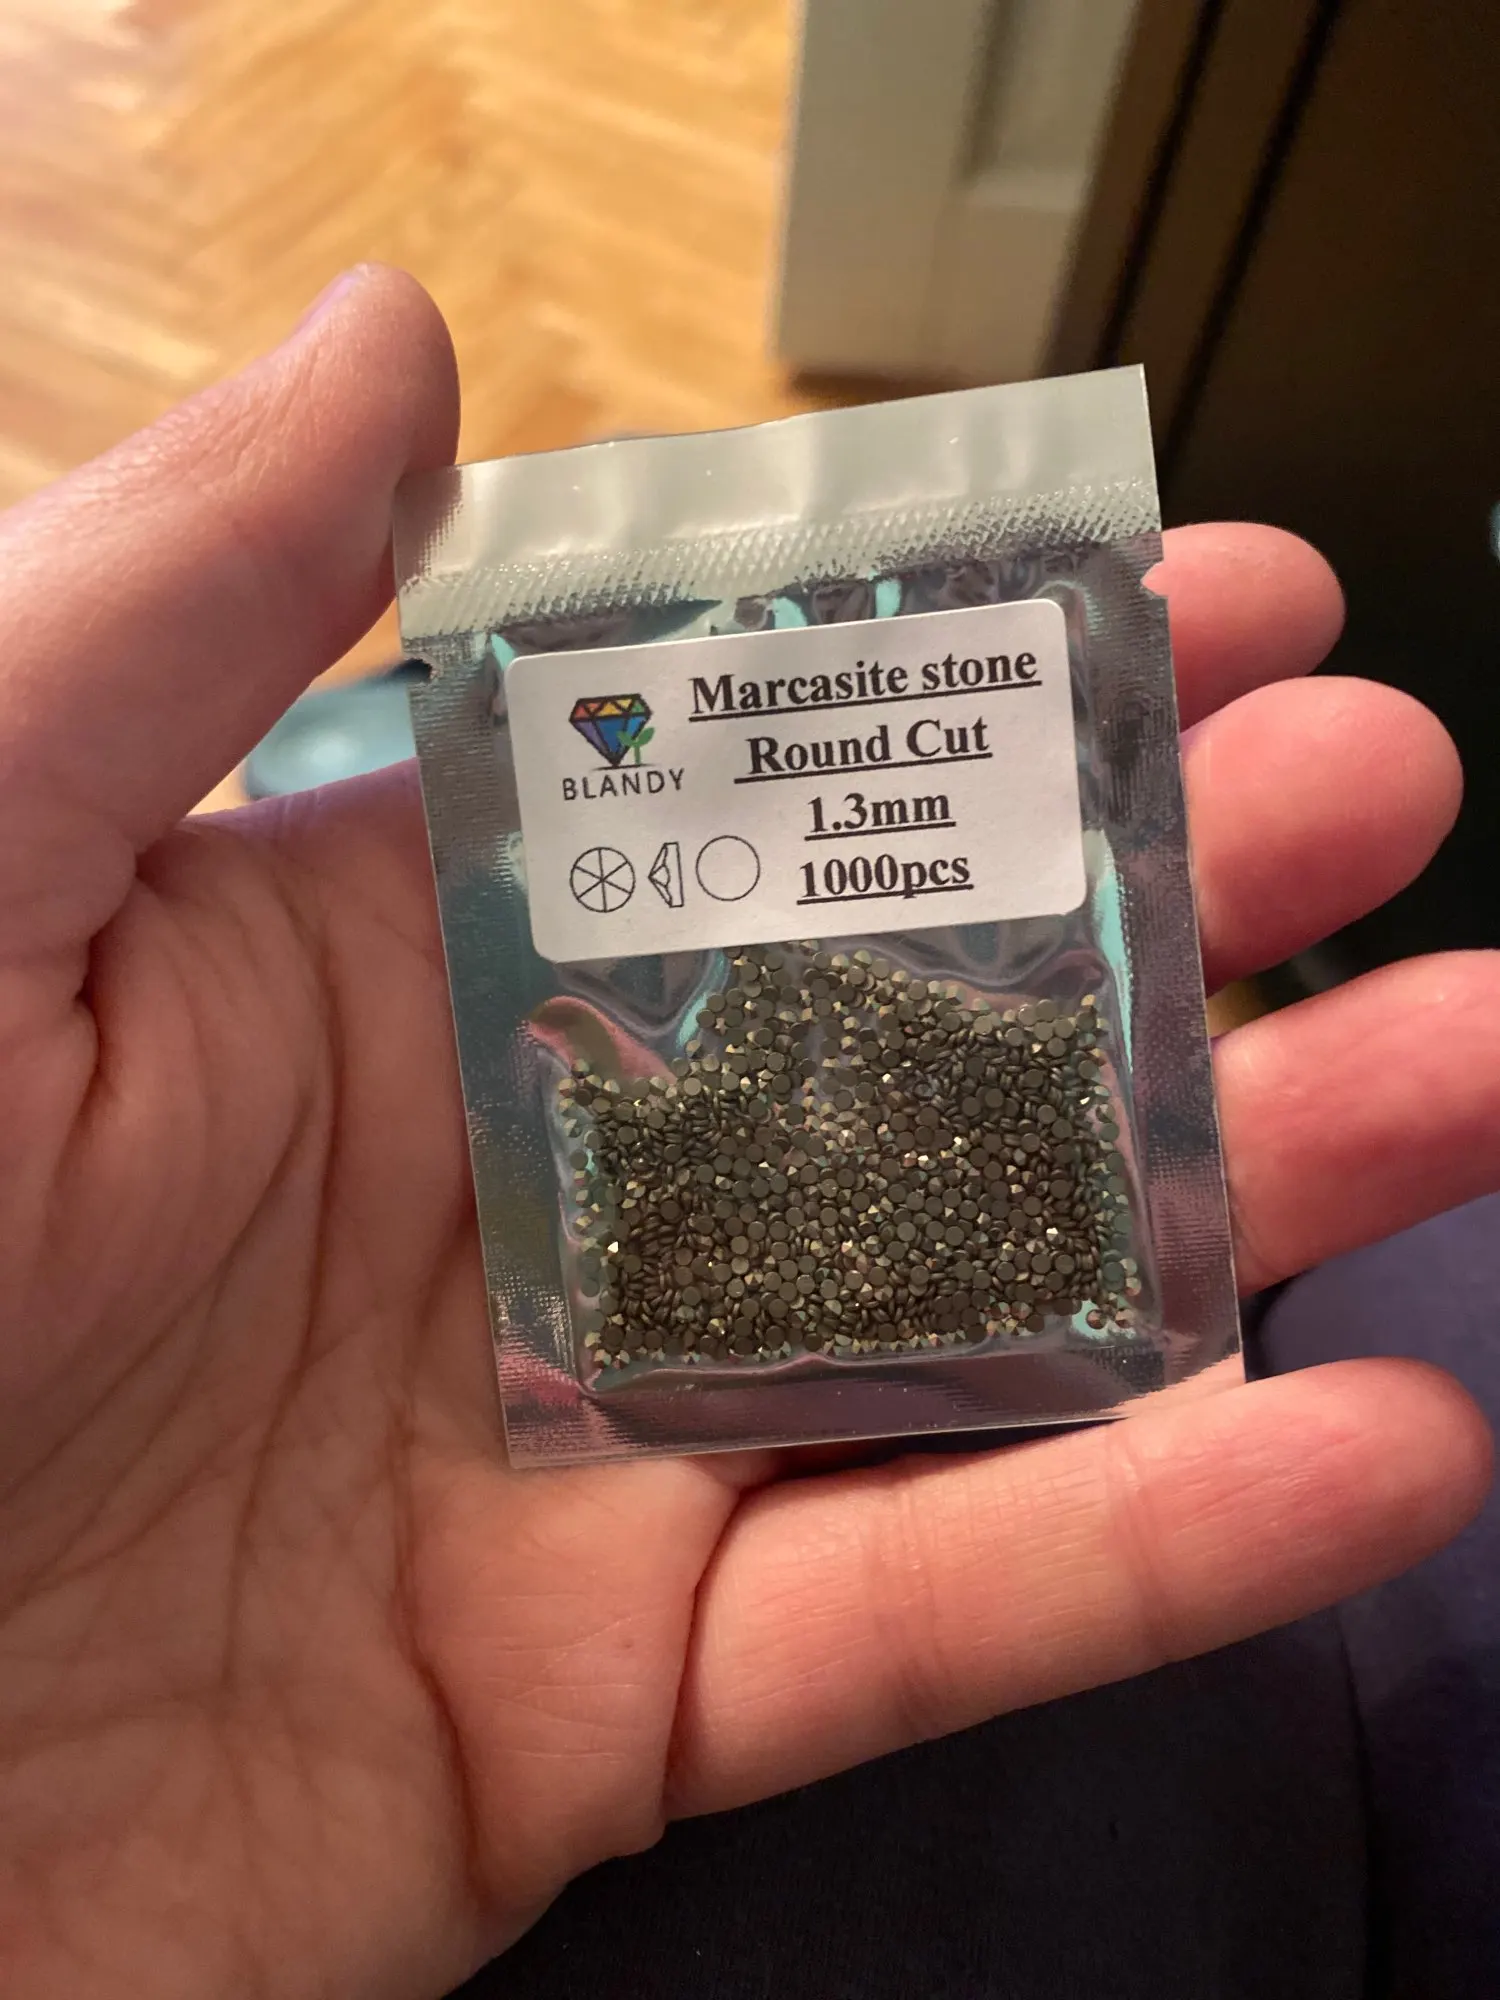 Marcasite stone
Round Cut
BLANDY
1.3mm
1000pcs